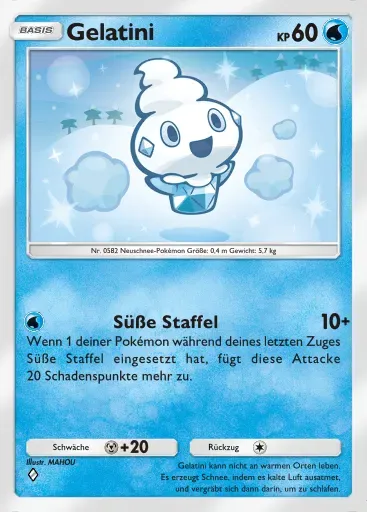 BASIS Gelatini KP 60
Nr. 0582 Neuschnee-Pokémon Größe: 0,4 m Gewicht: 5,7 kg
Süße Staffel 10+
Wenn 1 deiner Pokémon während deines letzten Zuges
Süße Staffel eingesetzt hat, fügt diese Attacke
20 Schadenspunkte mehr zu.
Schwäche +20 Rückzug
Illustr. MAHOU
Gelatini kann nicht an warmen Orten leben.
Es erzeugt Schnee, indem es kalte Luft ausatmet,
und vergräbt sich dann darin, um zu schlafen.